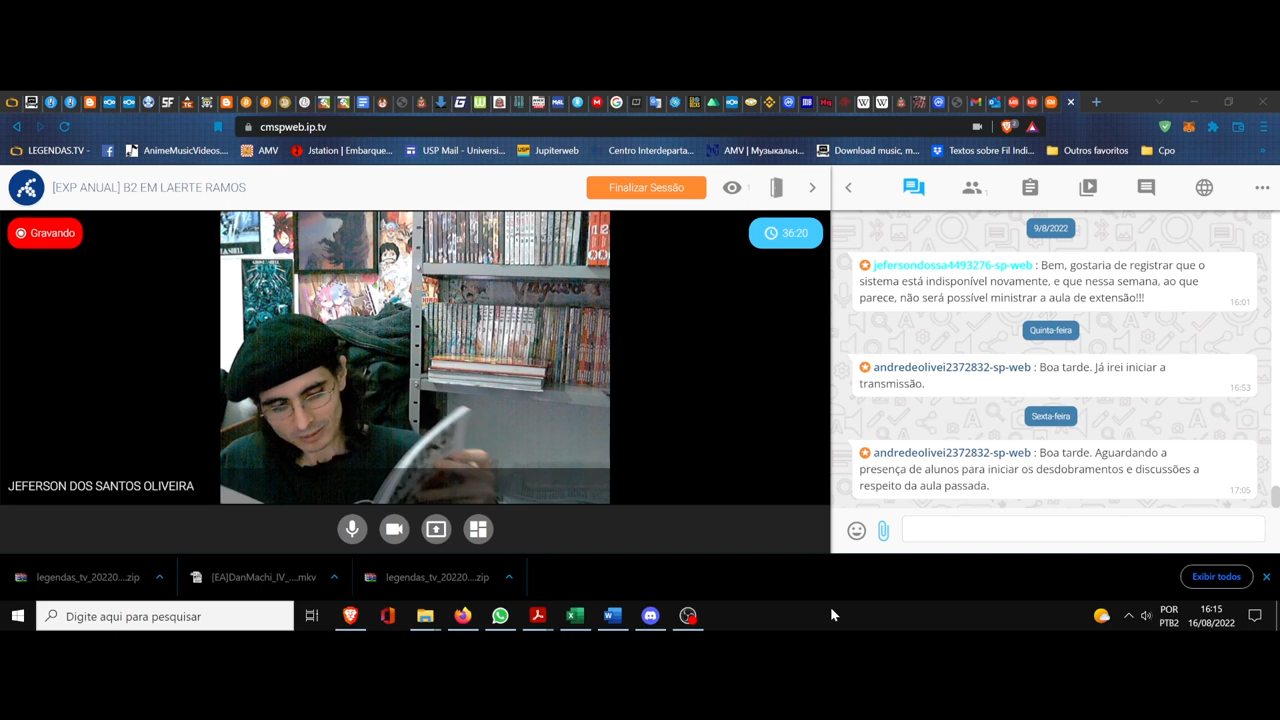 cmspweb.ip.tv
LEGENDAS.TV -
AnimeMusicVideos...
AMV
Jstation | Embarque...
USP Mail - Universi...
Jupiterweb
Centro Interdeparta...
AMV | Музыкальн...
Download music, m...
Textos sobre Fil Indi...
Outros favoritos
Cpo
[EXP ANUAL] B2 EM LAERTE RAMOS
Finalizar Sessão
1
1
Gravando
36:20
JEFERSON DOS SANTOS OLIVEIRA
9/8/2022
jefersondossa4493276-sp-web : Bem, gostaria de registrar que o
sistema está indisponível novamente, e que nessa semana, ao que
parece, não será possível ministrar a aula de extensão!!!
16:01
Quinta-feira
andredeolivei2372832-sp-web : Boa tarde. Já irei iniciar a
transmissão.
16:53
Sexta-feira
andredeolivei2372832-sp-web : Boa tarde. Aguardando a
presença de alunos para iniciar os desdobramentos e discussões a
respeito da aula passada.
17:05
legendas_tv_20220....zip
[EA]DanMachi_IV_....mkv
legendas_tv_20220....zip
Exibir todos
Digite aqui para pesquisar
POR
PTB2
16:15
16/08/2022